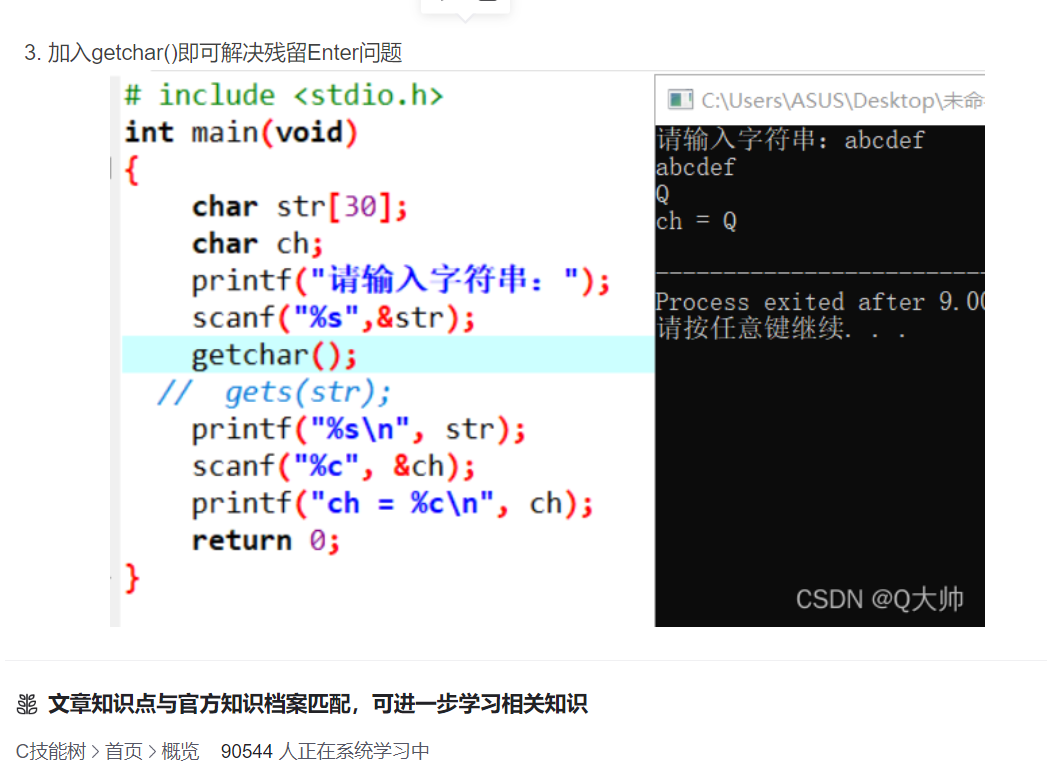 3. 加入getchar()即可解决残留Enter问题
# include <stdio.h>
int main(void)
{
char str[30];
char ch;
printf("请输入字符串：");
scanf("%s",&str);
getchar();
// gets(str);
printf("%s\n", str);
scanf("%c", &ch);
printf("ch = %c\n", ch);
return 0;
}
C:\Users\ASUS\Desktop\未命
请输入字符串：abcdef
abcdef
Q
ch = Q
--------------------------
Process exited after 9.00
请按任意键继续. . .
CSDN @Q大帅
文章知识点与官方知识档案匹配，可进一步学习相关知识
C技能树 > 首页 > 概览 90544 人正在系统学习中